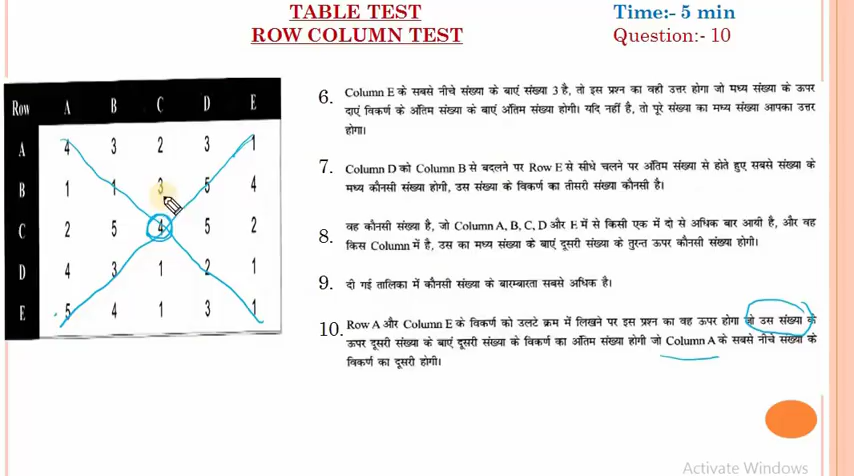 TABLE TEST
ROW COLUMN TEST
Time:- 5 min
Question:- 10
Row A B C D E
A 4 3 2 3 1
B 1 1 3 5 4
C 2 5 4 5 2
D 4 3 1 2 1
E 5 4 1 3 1
6. Column E के सबसे नीचे संख्या के बाएं संख्या 3 है, तो इस प्रश्न का वही उत्तर होगा जो मध्य संख्या के ऊपर
दाएं विकर्ण के अंतिम संख्या के बाएं अंतिम संख्या होगी। यदि नहीं है, तो पूरे संख्या का मध्य संख्या आपका उत्तर
होगा।
7. Column D को Column B से बदलने पर Row E से सीधे चलने पर अंतिम संख्या से होते हुए सबसे संख्या के
मध्य कौनसी संख्या होगी, उस संख्या के विकर्ण का तीसरी संख्या कौनसी है।
8. वह कौनसी संख्या है, जो Column A, B, C, D और E में से किसी एक में दो से अधिक बार आयी है, और वह
किस Column में है, उस का मध्य संख्या के बाएं दूसरी संख्या के तुरन्त ऊपर कौनसी संख्या होगी।
9. दी गई तालिका में कौनसी संख्या के बारम्बारता सबसे अधिक है।
10. Row A और Column E के विकर्ण को उलटे क्रम में लिखने पर इस प्रश्न का वह ऊपर होगा जो उस संख्या के
ऊपर दूसरी संख्या के बाएं दूसरी संख्या के विकर्ण का अंतिम संख्या होगी जो Column A के सबसे नीचे संख्या के
विकर्ण का दूसरी होगी।
Activate Windows